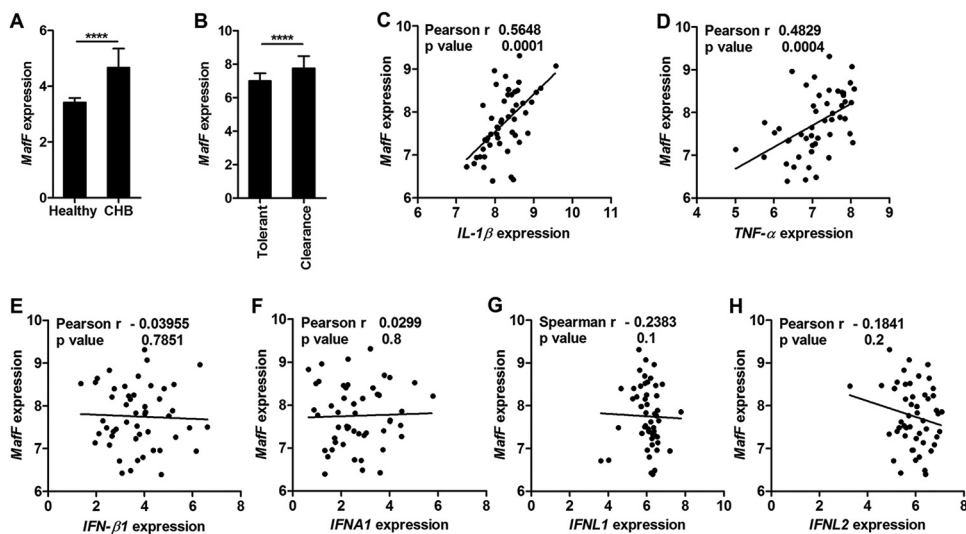 A
****
MafF expression
6
4
2
0
Healthy CHB
B
****
MafF expression
10
8
6
4
2
0
Tolerant
Clearance
C
Pearson r 0.5648
p value 0.0001
MafF expression
10
9
8
7
6
6 7 8 9 10 11
IL-1β expression
D
Pearson r 0.4829
p value 0.0004
MafF expression
10
9
8
7
6
4 5 6 7 8 9
TNF-α expression
E
Pearson r - 0.03955
p value 0.7851
MafF expression
10
9
8
7
6
0 2 4 6 8
IFN-β1 expression
F
Pearson r 0.0299
p value 0.8
MafF expression
10
9
8
7
6
0 2 4 6 8
IFNA1 expression
G
Spearman r - 0.2383
p value 0.1
MafF expression
10
9
8
7
6
0 2 4 6 8 10
IFNL1 expression
H
Pearson r - 0.1841
p value 0.2
MafF expression
10
9
8
7
6
0 2 4 6 8
IFNL2 expression